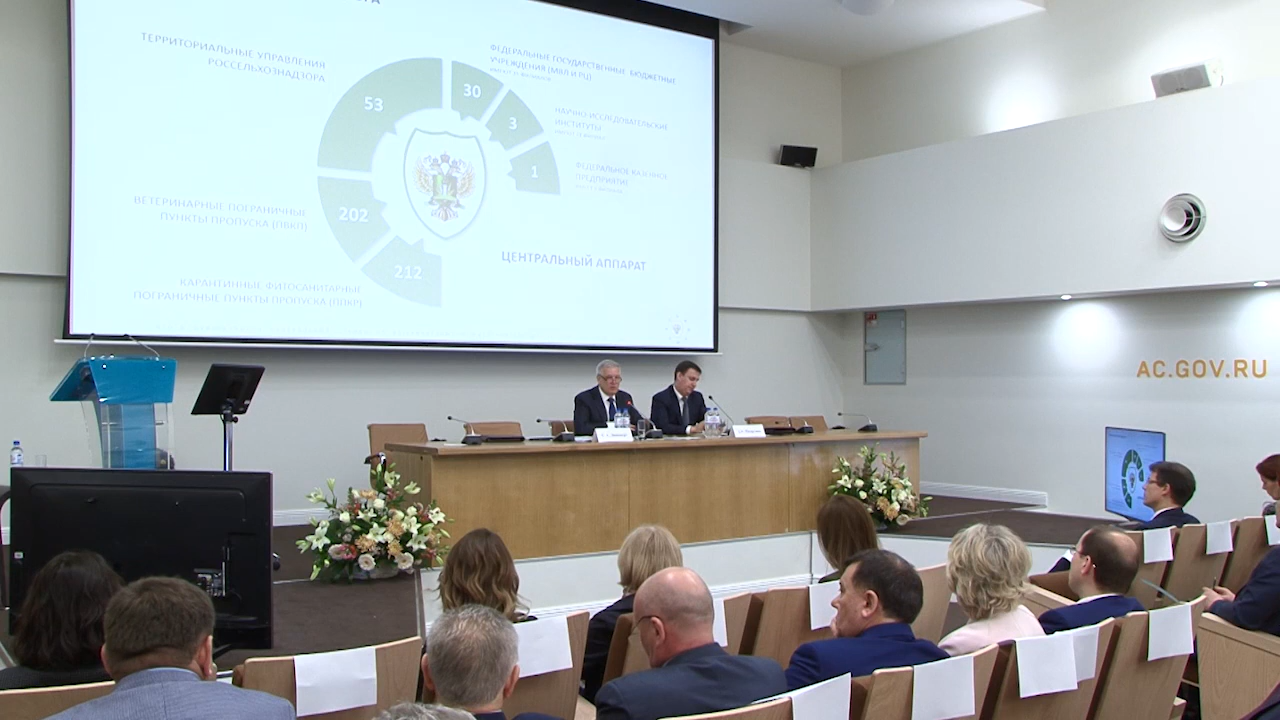 ТЕРРИТОРИАЛЬНЫЕ УПРАВЛЕНИЯ
РОССЕЛЬХОЗНАДЗОРА
53
ФЕДЕРАЛЬНЫЕ ГОСУДАРСТВЕННЫЕ БЮДЖЕТНЫЕ
УЧРЕЖДЕНИЯ (МВЛ И РЦ)
30
НАУЧНО-ИССЛЕДОВАТЕЛЬСКИЕ
ИНСТИТУТЫ
3
ФЕДЕРАЛЬНОЕ КАЗЕННОЕ
ПРЕДПРИЯТИЕ
1
ВЕТЕРИНАРНЫЕ ПОГРАНИЧНЫЕ
ПУНКТЫ ПРОПУСКА (ПВКП)
202
КАРАНТИННЫЕ ФИТОСАНИТАРНЫЕ
ПОГРАНИЧНЫЕ ПУНКТЫ ПРОПУСКА (ПВКР)
212
ЦЕНТРАЛЬНЫЙ АППАРАТ
AC.GOV.RU